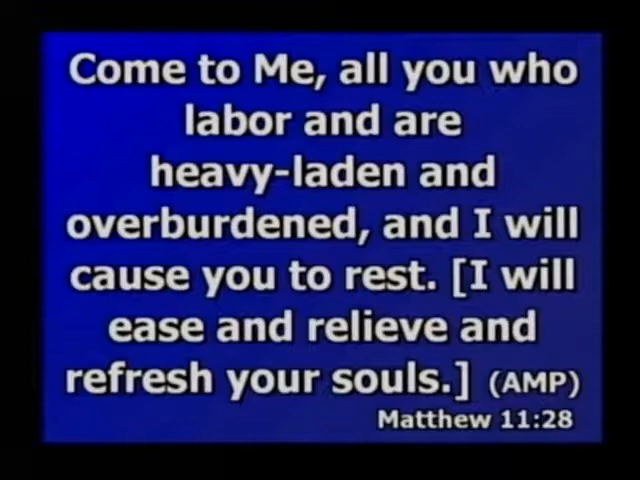 Come to Me, all you who
labor and are
heavy-laden and
overburdened, and I will
cause you to rest. [I will
ease and relieve and
refresh your souls.] (AMP)
Matthew 11:28